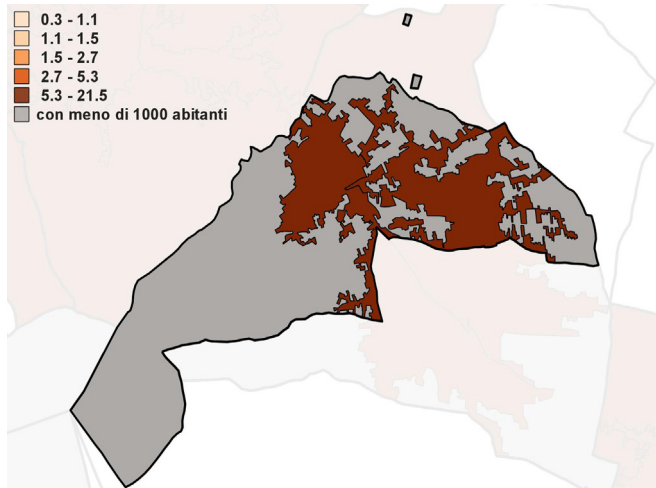 0.3 - 1.1
1.1 - 1.5
1.5 - 2.7
2.7 - 5.3
5.3 - 21.5
con meno di 1000 abitanti